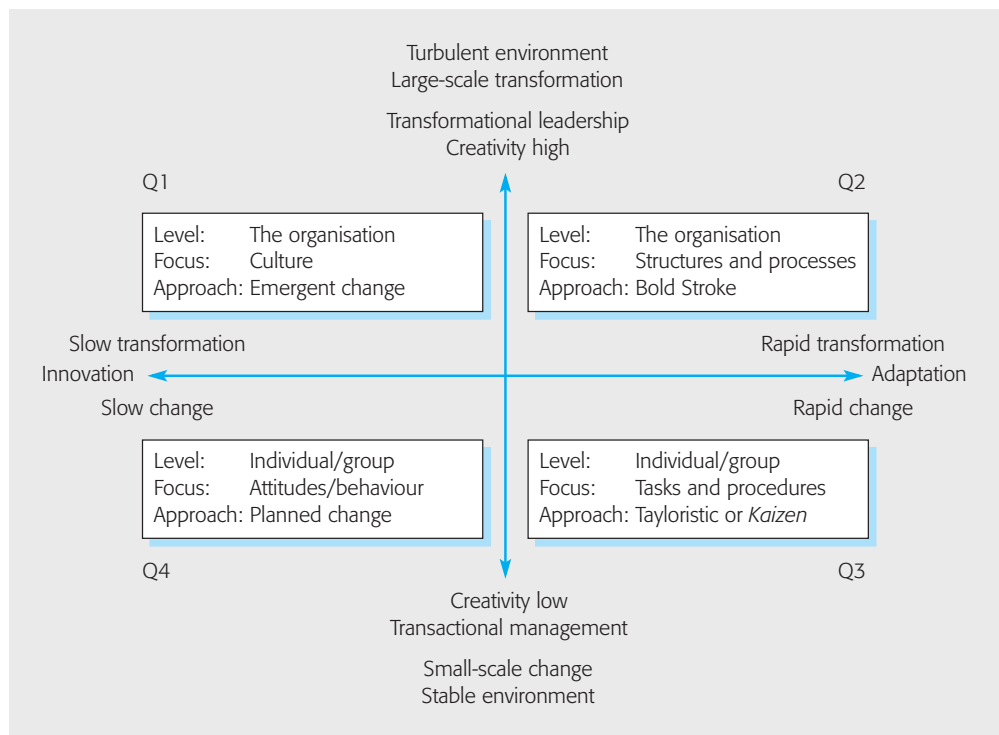 Turbulent environment
Large-scale transformation
Transformational leadership
Creativity high
Q1
Q2
Level: The organisation
Focus: Culture
Approach: Emergent change
Level: The organisation
Focus: Structures and processes
Approach: Bold Stroke
Slow transformation
Innovation
Slow change
Rapid transformation
Adaptation
Rapid change
Level: Individual/group
Focus: Attitudes/behaviour
Approach: Planned change
Level: Individual/group
Focus: Tasks and procedures
Approach: Tayloristic or Kaizen
Q4
Q3
Creativity low
Transactional management
Small-scale change
Stable environment